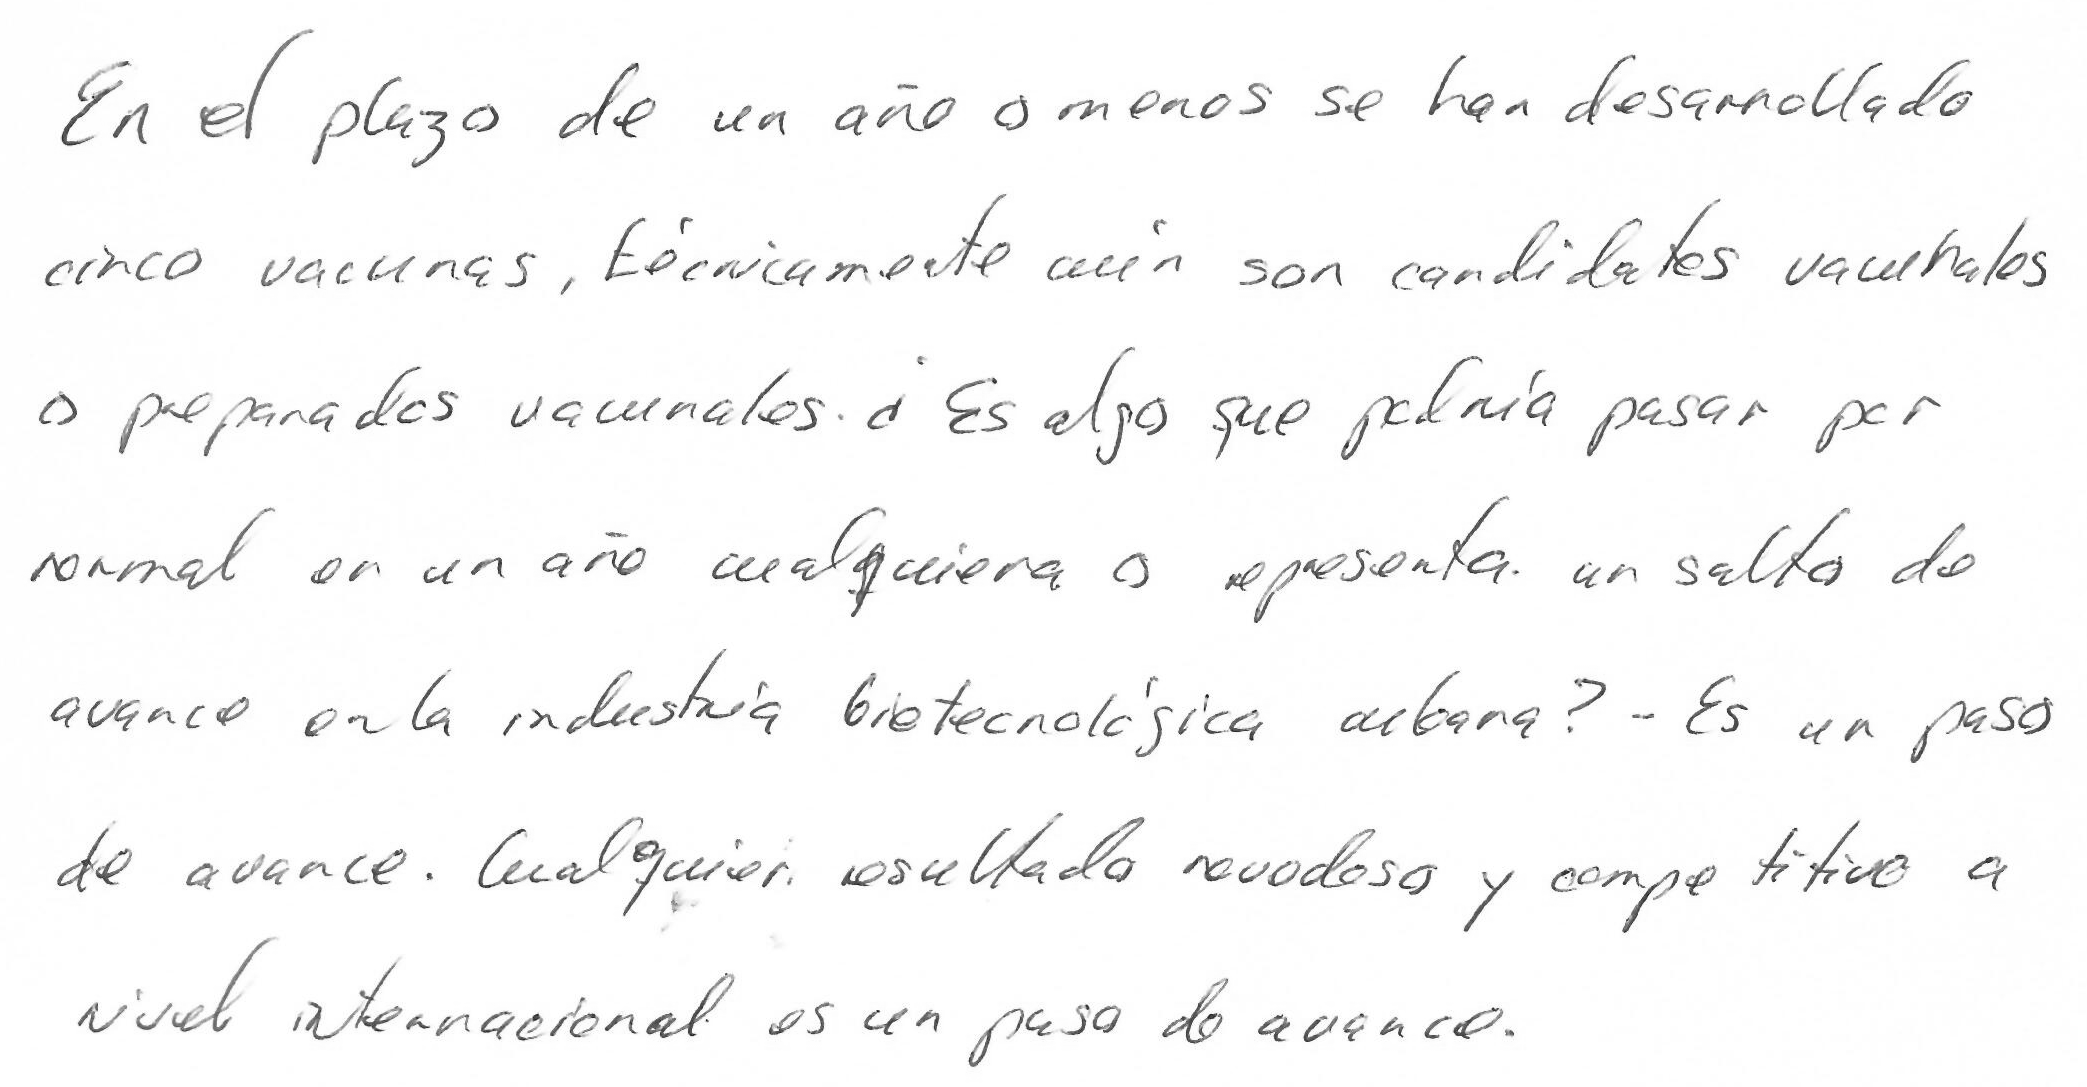 En el plazo de un año o menos se han desarrollado
cinco vacunas, técnicamente aún son candidatos vacunales
o preparados vacunales. ¿Es algo que podría pasar por
normal en un año cualquiera o representa un salto de
avance en la industria biotecnológica cubana? - Es un paso
de avance. Cualquier resultado novedoso y competitivo a
nivel internacional es un paso de avance.